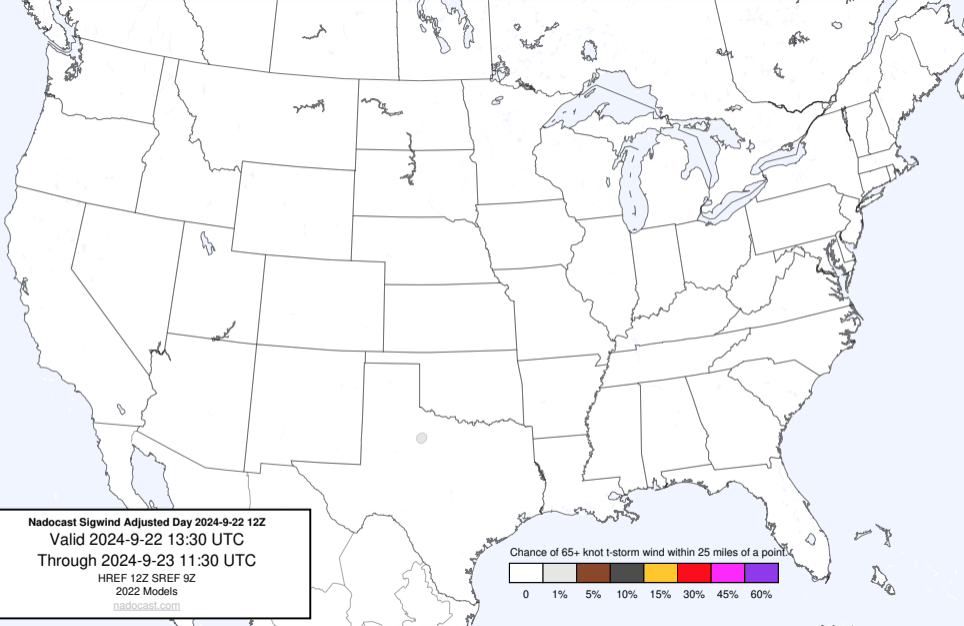 Nadocast Sigwind Adjusted Day 2024-9-22 12Z
Valid 2024-9-22 13:30 UTC
Through 2024-9-23 11:30 UTC
HREF 12Z SREF 9Z
2022 Models
nadocast.com
Chance of 65+ knot t-storm wind within 25 miles of a point.
0 1% 5% 10% 15% 30% 45% 60%